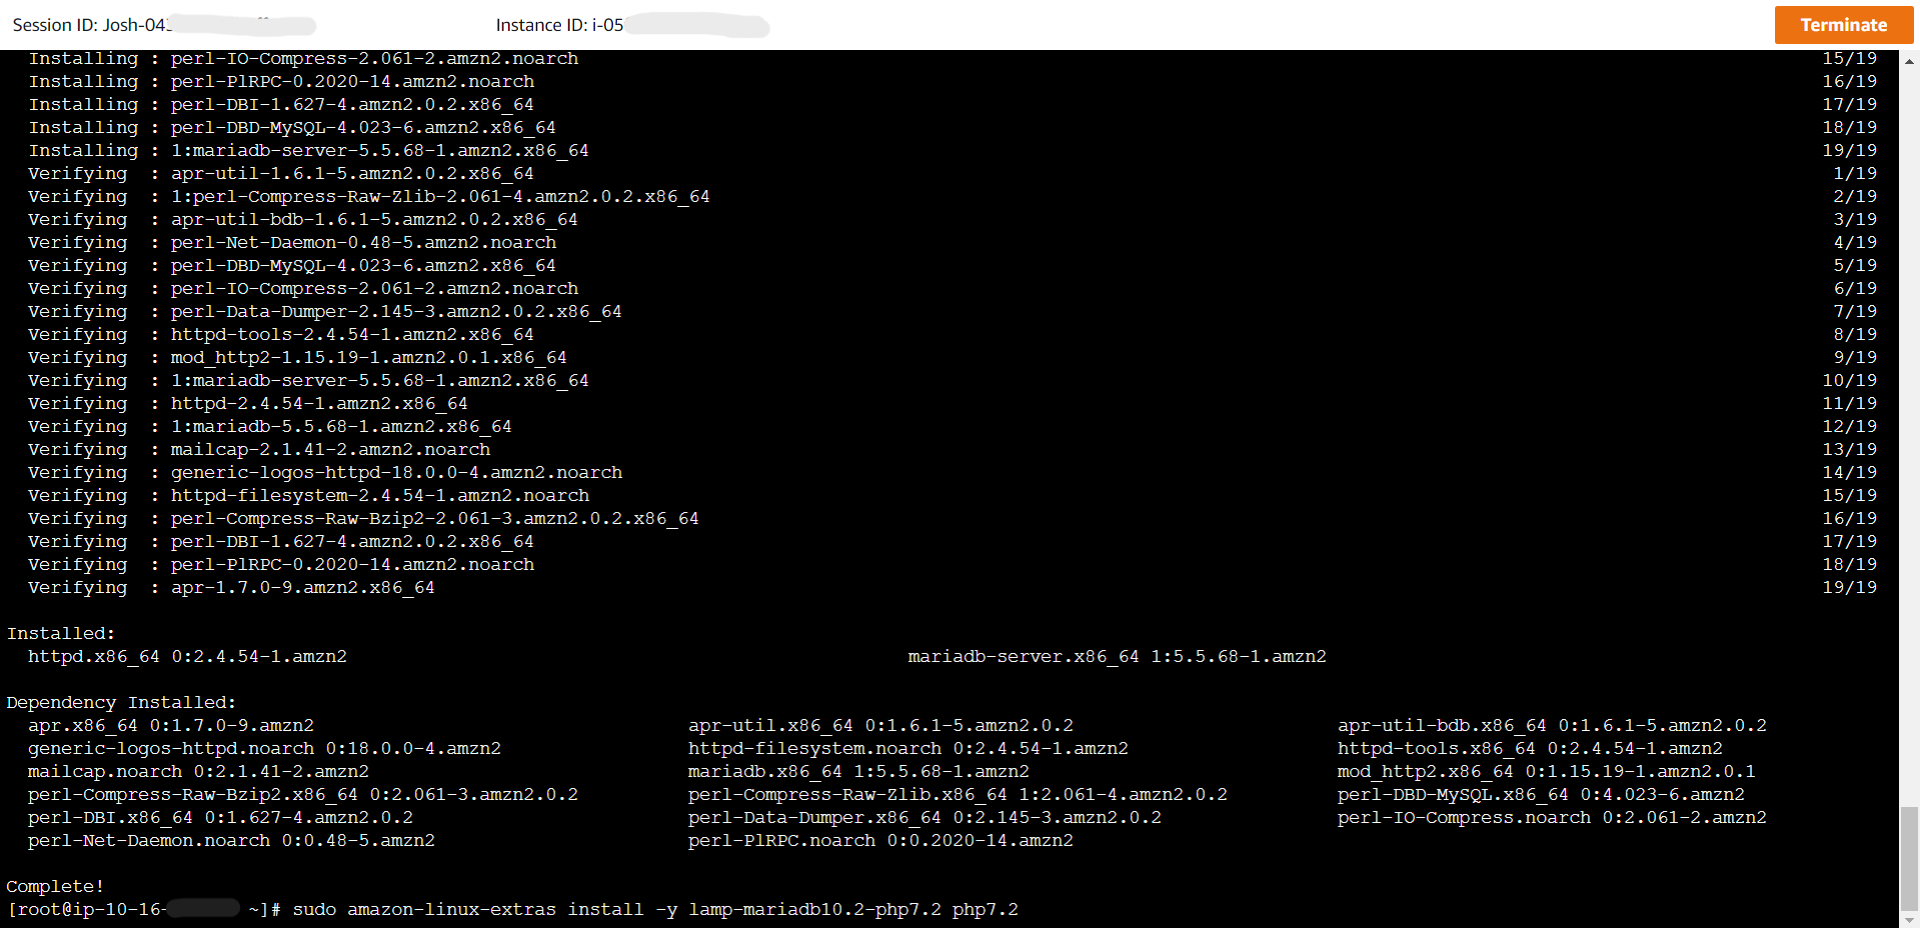 Session ID: Josh-04 Instance ID: i-05 Terminate
Installing : perl-IO-Compress-2.061-2.amzn2.noarch 15/19
Installing : perl-PlRPC-0.2020-14.amzn2.noarch 16/19
Installing : perl-DBI-1.627-4.amzn2.0.2.x86_64 17/19
Installing : perl-DBD-MySQL-4.023-6.amzn2.x86_64 18/19
Installing : 1:mariadb-server-5.5.68-1.amzn2.x86_64 19/19
Verifying : apr-util-1.6.1-5.amzn2.0.2.x86_64 1/19
Verifying : 1:perl-Compress-Raw-Zlib-2.061-4.amzn2.0.2.x86_64 2/19
Verifying : apr-util-bdb-1.6.1-5.amzn2.0.2.x86_64 3/19
Verifying : perl-Net-Daemon-0.48-5.amzn2.noarch 4/19
Verifying : perl-DBD-MySQL-4.023-6.amzn2.x86_64 5/19
Verifying : perl-IO-Compress-2.061-2.amzn2.noarch 6/19
Verifying : perl-Data-Dumper-2.145-3.amzn2.0.2.x86_64 7/19
Verifying : httpd-tools-2.4.54-1.amzn2.x86_64 8/19
Verifying : mod_http2-1.15.19-1.amzn2.0.1.x86_64 9/19
Verifying : 1:mariadb-server-5.5.68-1.amzn2.x86_64 10/19
Verifying : httpd-2.4.54-1.amzn2.x86_64 11/19
Verifying : 1:mariadb-5.5.68-1.amzn2.x86_64 12/19
Verifying : mailcap-2.1.41-2.amzn2.noarch 13/19
Verifying : generic-logos-httpd-18.0.0-4.amzn2.noarch 14/19
Verifying : httpd-filesystem-2.4.54-1.amzn2.noarch 15/19
Verifying : perl-Compress-Raw-Bzip2-2.061-3.amzn2.0.2.x86_64 16/19
Verifying : perl-DBI-1.627-4.amzn2.0.2.x86_64 17/19
Verifying : perl-PlRPC-0.2020-14.amzn2.noarch 18/19
Verifying : apr-1.7.0-9.amzn2.x86_64 19/19
Installed:
httpd.x86_64 0:2.4.54-1.amzn2 mariadb-server.x86_64 1:5.5.68-1.amzn2
Dependency Installed:
apr.x86_64 0:1.7.0-9.amzn2 apr-util.x86_64 0:1.6.1-5.amzn2.0.2 apr-util-bdb.x86_64 0:1.6.1-5.amzn2.0.2
generic-logos-httpd.noarch 0:18.0.0-4.amzn2 httpd-filesystem.noarch 0:2.4.54-1.amzn2 httpd-tools.x86_64 0:2.4.54-1.amzn2
mailcap.noarch 0:2.1.41-2.amzn2 mariadb.x86_64 1:5.5.68-1.amzn2 mod_http2.x86_64 0:1.15.19-1.amzn2.0.1
perl-Compress-Raw-Bzip2.x86_64 0:2.061-3.amzn2.0.2 perl-Compress-Raw-Zlib.x86_64 1:2.061-4.amzn2.0.2 perl-DBD-MySQL.x86_64 0:4.023-6.amzn2
perl-DBI.x86_64 0:1.627-4.amzn2.0.2 perl-Data-Dumper.x86_64 0:2.145-3.amzn2.0.2 perl-IO-Compress.noarch 0:2.061-2.amzn2
perl-Net-Daemon.noarch 0:0.48-5.amzn2 perl-PlRPC.noarch 0:0.2020-14.amzn2
Complete!
[root@ip-10-16- ~]# sudo amazon-linux-extras install -y lamp-mariadb10.2-php7.2 php7.2